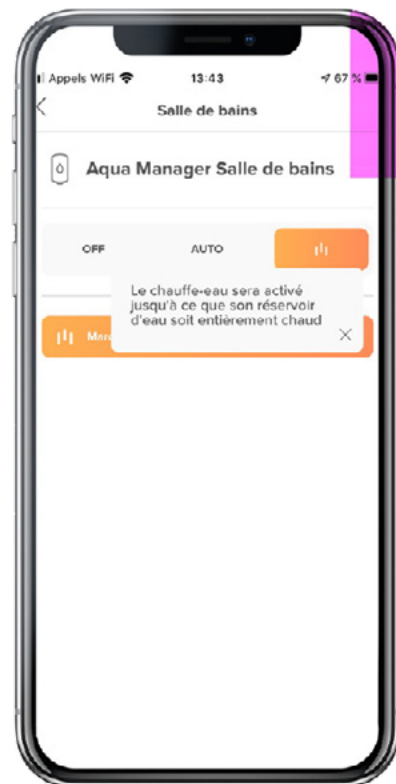 Appels WiFi 13:43 67 %
Salle de bains
Aqua Manager Salle de bains
OFF AUTO
Le chauffe-eau sera activé
jusqu'à ce que son réservoir
d'eau soit entièrement chaud